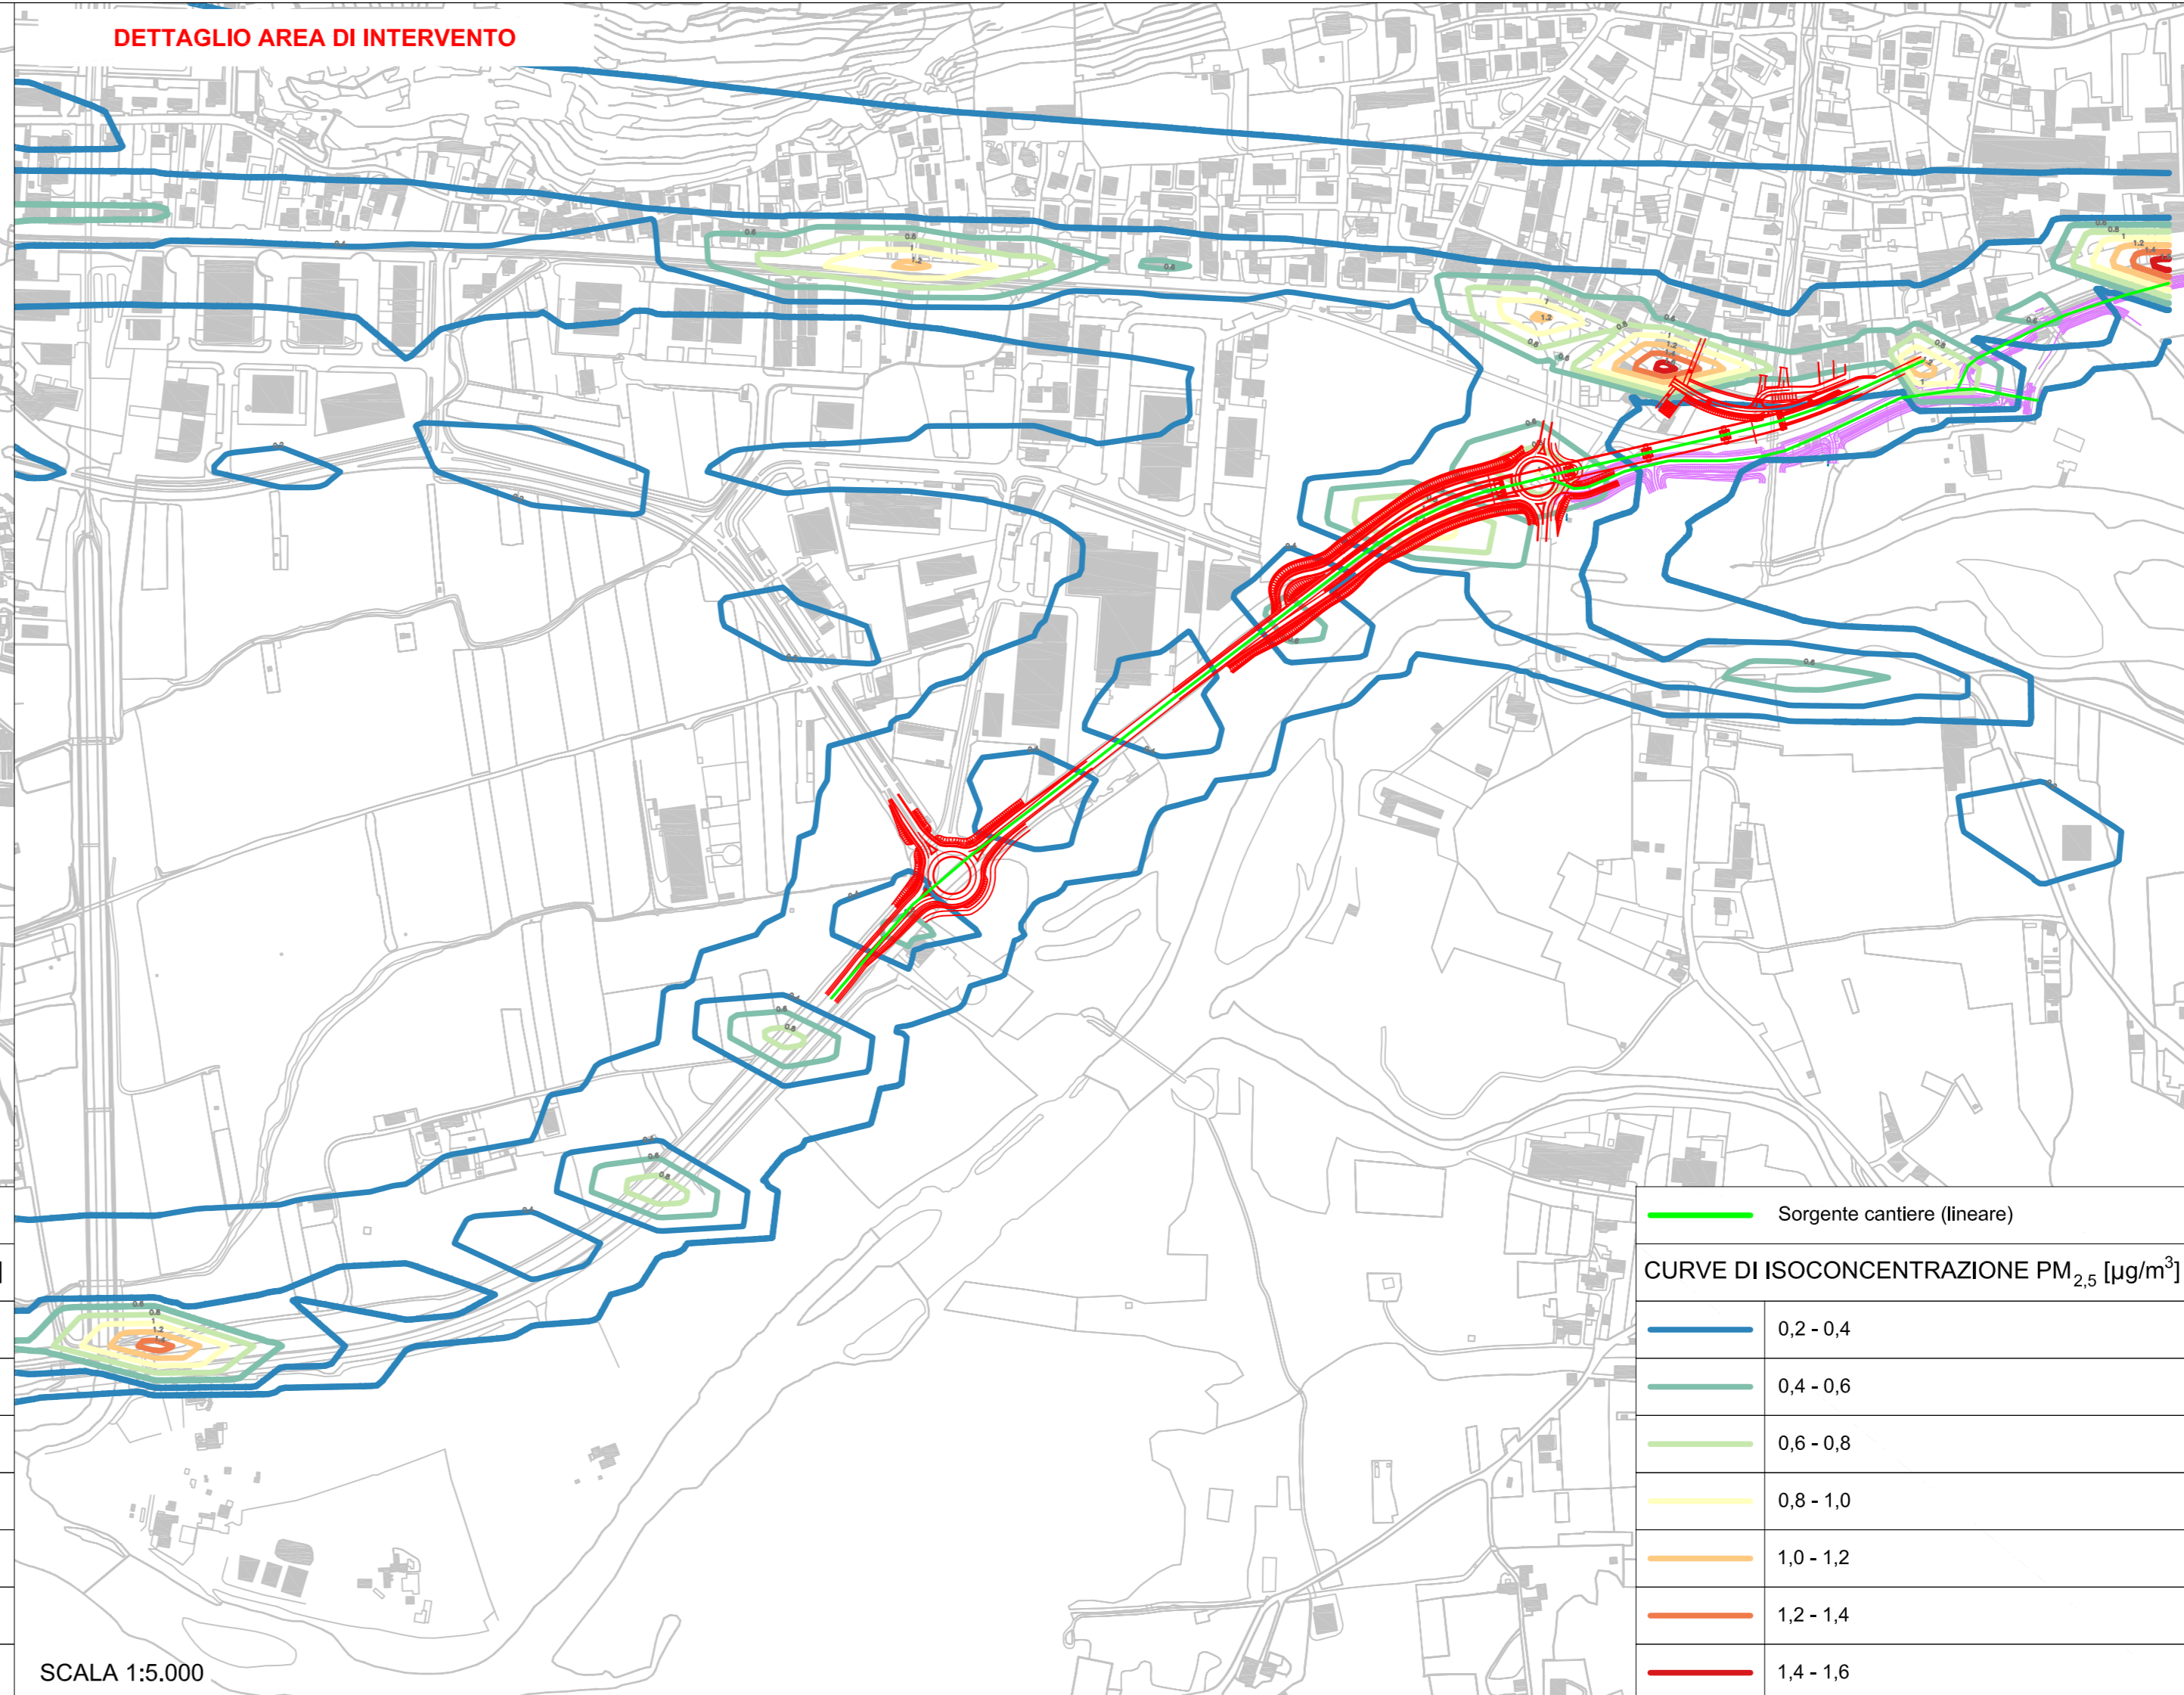 DETTAGLIO AREA DI INTERVENTO
Sorgente cantiere (lineare)
CURVE DI ISOCONCENTRAZIONE PM2,5 [µg/m³]
0,2 - 0,4
0,4 - 0,6
0,6 - 0,8
0,8 - 1,0
1,0 - 1,2
1,2 - 1,4
1,4 - 1,6
SCALA 1:5.000